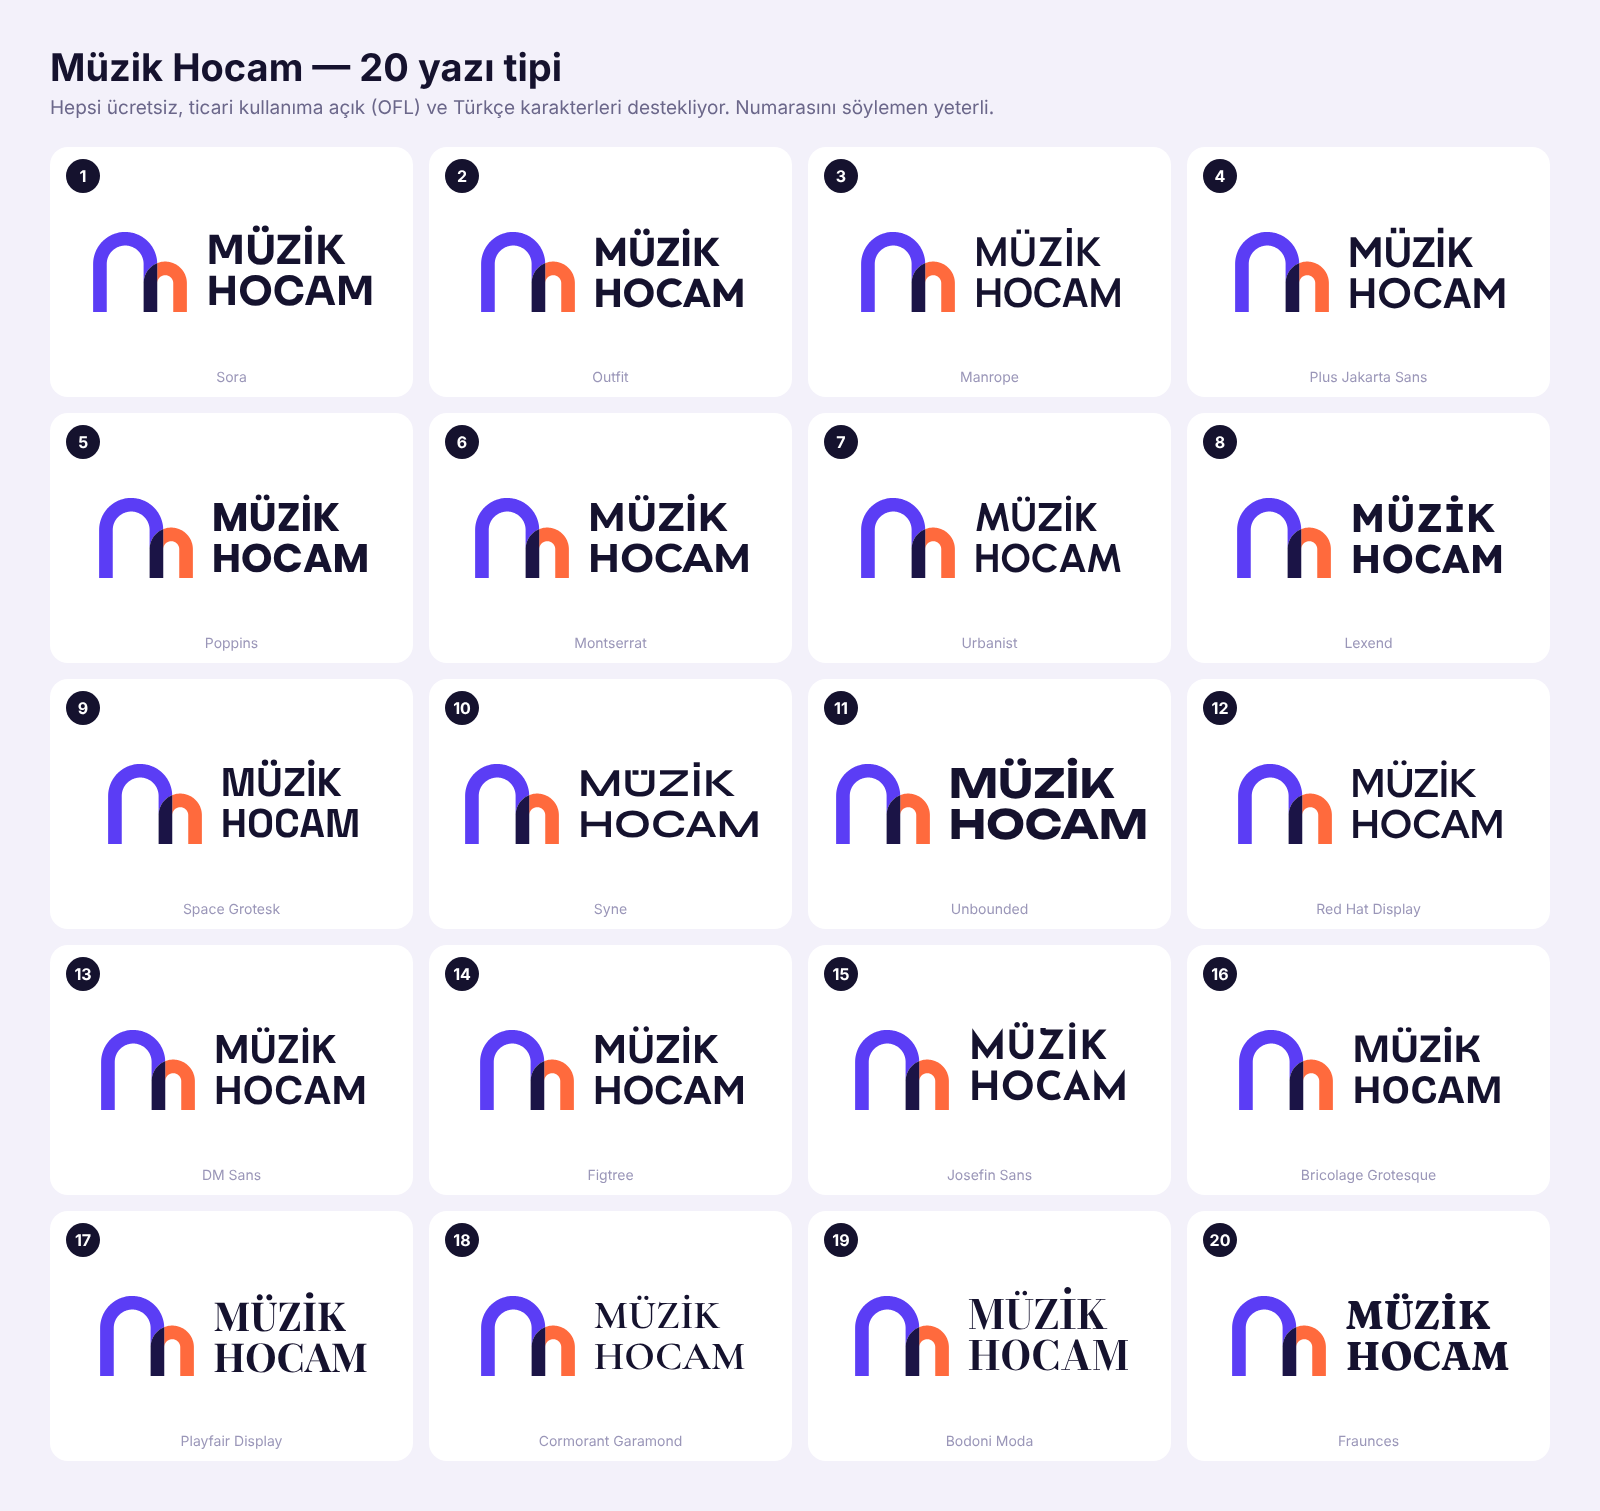 Müzik Hocam — 20 yazı tipi
Hepsi ücretsiz, ticari kullanıma açık (OFL) ve Türkçe karakterleri destekliyor. Numarasını söylemen yeterli.
1
MÜZİK
HOCAM
Sora
2
MÜZİK
HOCAM
Outfit
3
MÜZİK
HOCAM
Manrope
4
MÜZİK
HOCAM
Plus Jakarta Sans
5
MÜZİK
HOCAM
Poppins
6
MÜZİK
HOCAM
Montserrat
7
MÜZİK
HOCAM
Urbanist
8
MÜZİK
HOCAM
Lexend
9
MÜZİK
HOCAM
Space Grotesk
10
MÜZİK
HOCAM
Syne
11
MÜZİK
HOCAM
Unbounded
12
MÜZİK
HOCAM
Red Hat Display
13
MÜZİK
HOCAM
DM Sans
14
MÜZİK
HOCAM
Figtree
15
MÜZİK
HOCAM
Josefin Sans
16
MÜZİK
HOCAM
Bricolage Grotesque
17
MÜZİK
HOCAM
Playfair Display
18
MÜZİK
HOCAM
Cormorant Garamond
19
MÜZİK
HOCAM
Bodoni Moda
20
MÜZİK
HOCAM
Fraunces